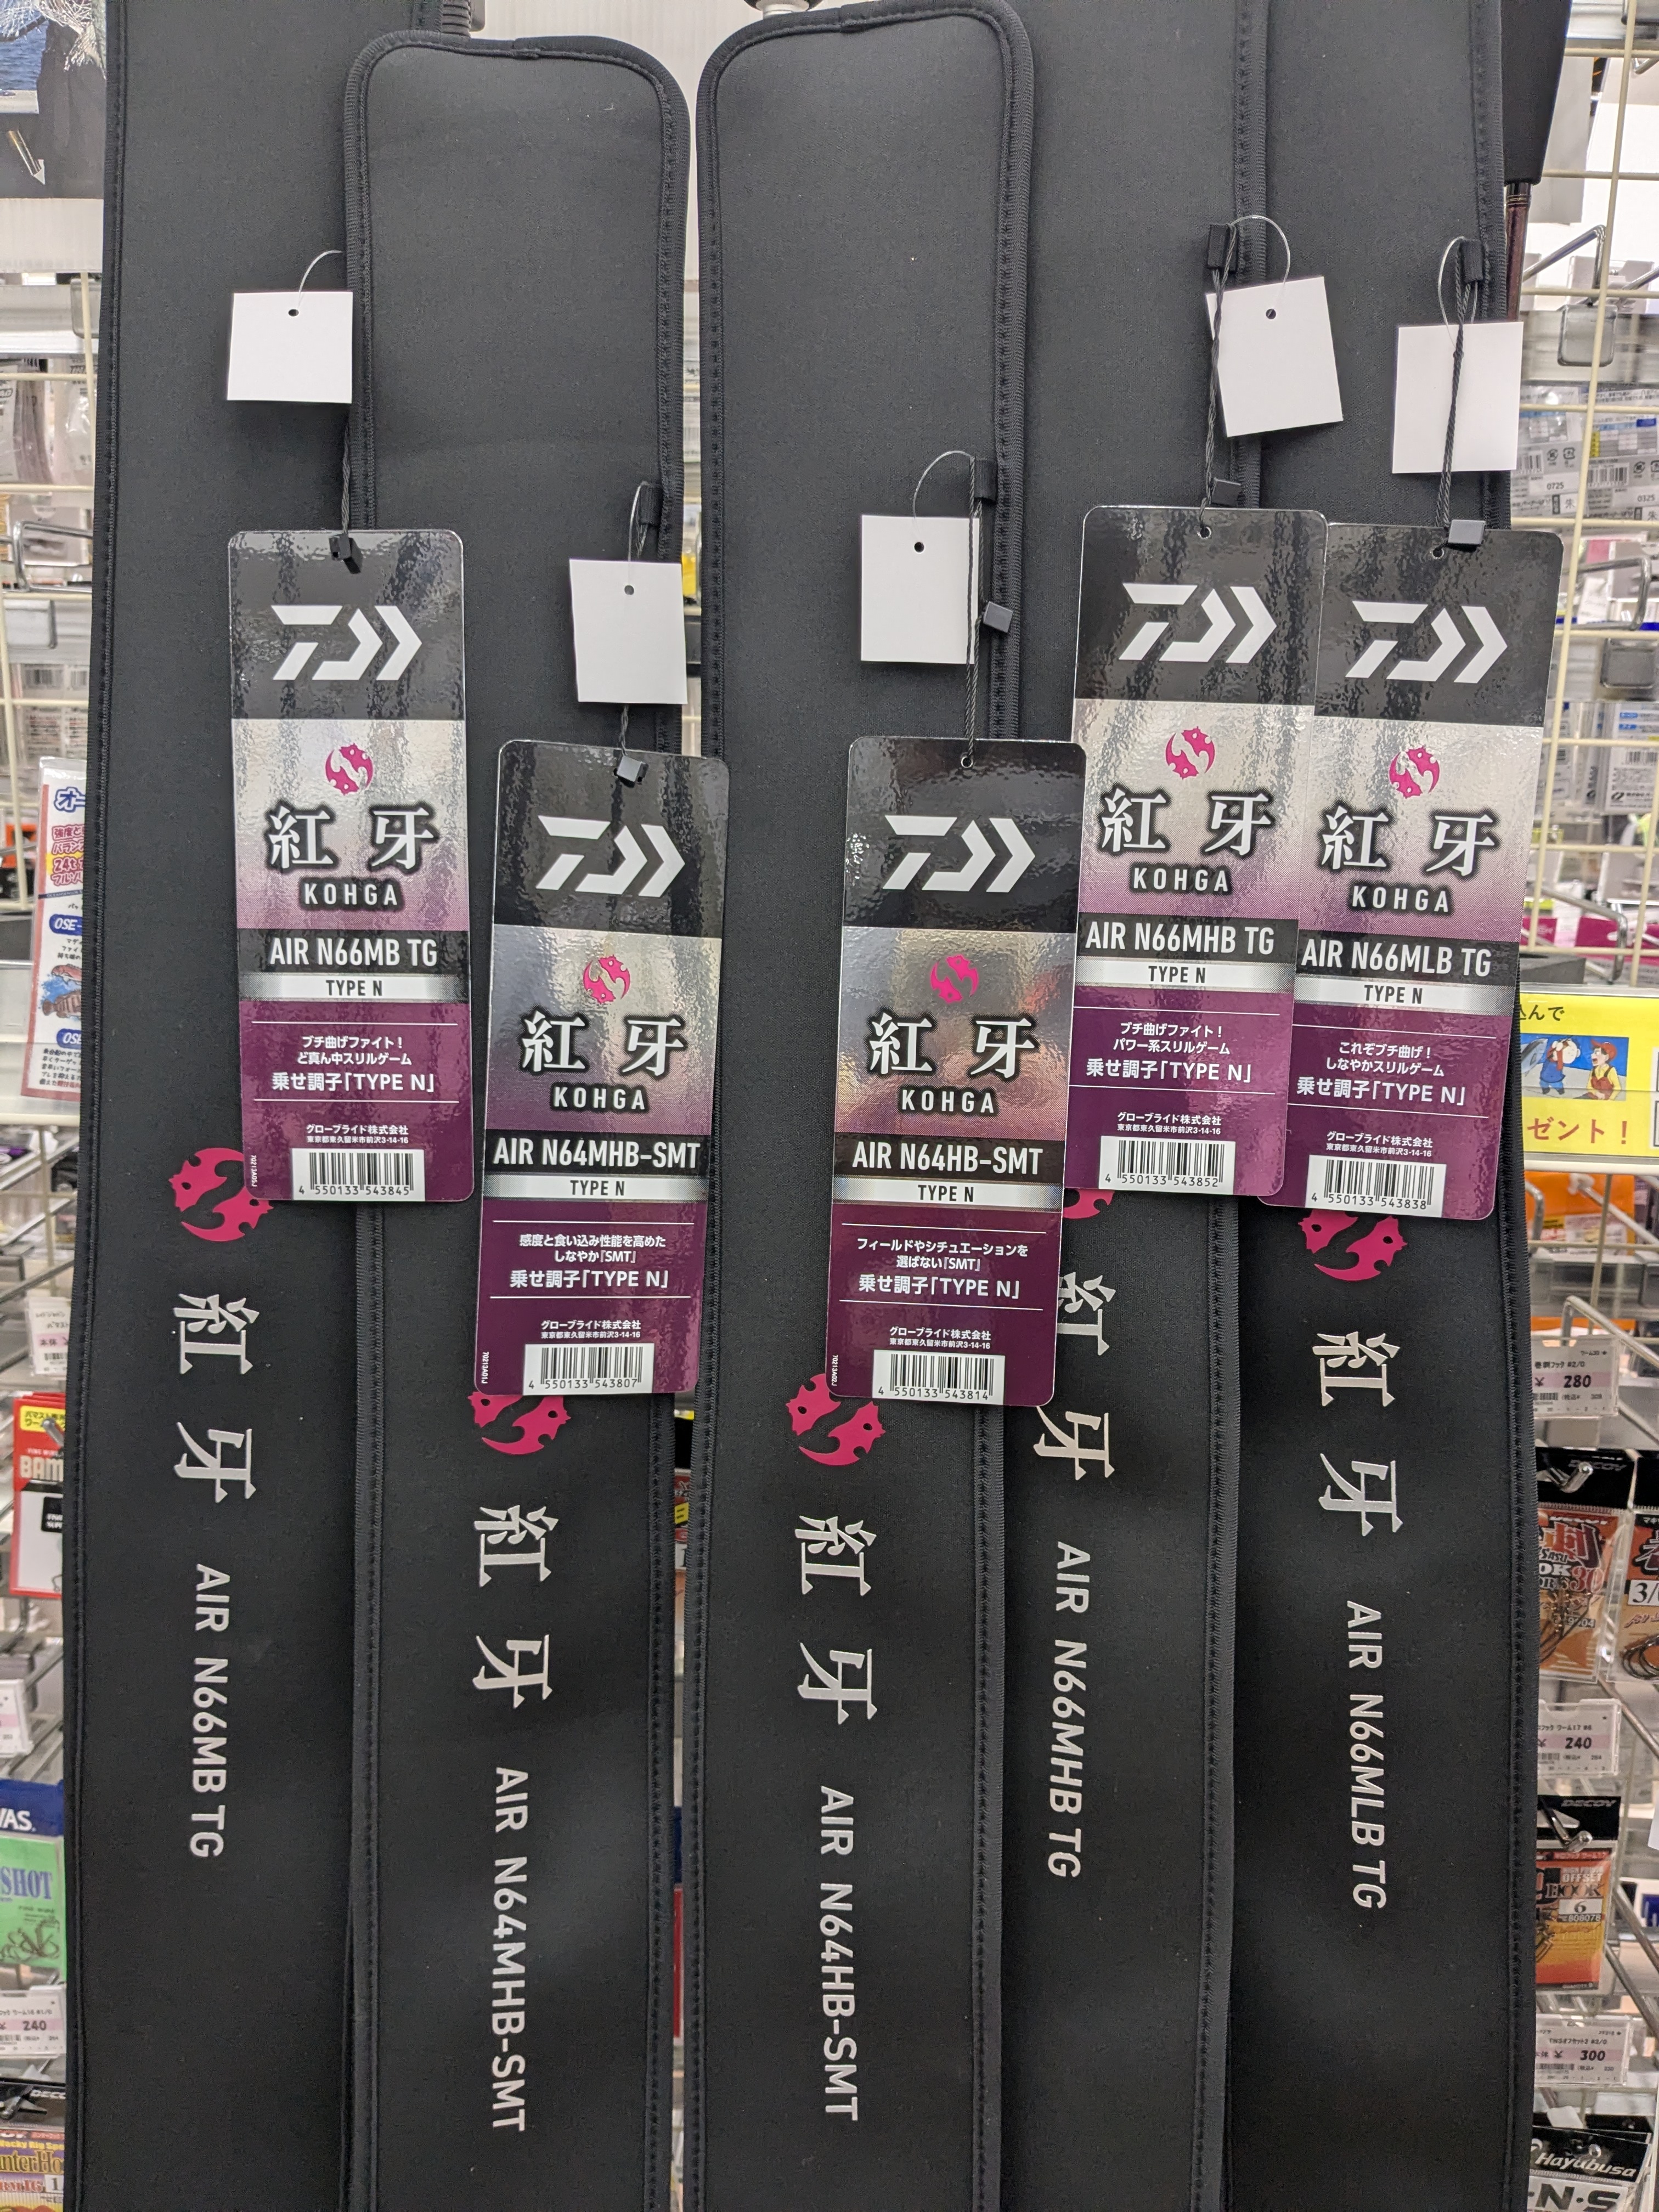 紅牙
KOHGA
AIR N66MB TG
TYPE N
ブチ曲げファイト！
ど真ん中スリルゲーム
乗せ調子「TYPE N」
グローブライド株式会社
東京都東久留米市前沢3-14-16
4 550133 543845
紅牙 AIR N66MB TG
紅牙
KOHGA
AIR N64MHB-SMT
TYPE N
感度と食い込み性能を高めた
しなやか「SMT」
乗せ調子「TYPE N」
グローブライド株式会社
東京都東久留米市前沢3-14-16
4 550133 543807
紅牙 AIR N64MHB-SMT
紅牙
KOHGA
AIR N64HB-SMT
TYPE N
フィールドやシチュエーションを
選ばない「SMT」
乗せ調子「TYPE N」
グローブライド株式会社
東京都東久留米市前沢3-14-16
4 550133 543814
紅牙 AIR N64HB-SMT
紅牙
KOHGA
AIR N66MHB TG
TYPE N
ブチ曲げファイト！
パワー系スリルゲーム
乗せ調子「TYPE N」
グローブライド株式会社
東京都東久留米市前沢3-14-16
4 550133 543852
紅牙 AIR N66MHB TG
紅牙
KOHGA
AIR N66MLB TG
TYPE N
これぞブチ曲げ！
しなやかスリルゲーム
乗せ調子「TYPE N」
グローブライド株式会社
東京都東久留米市前沢3-14-16
4 550133 543838
紅牙 AIR N66MLB TG
んで
ゼント！
¥ 280
¥ 240
¥ 300
¥ 240
SHOT
DECOY
Hayabusa